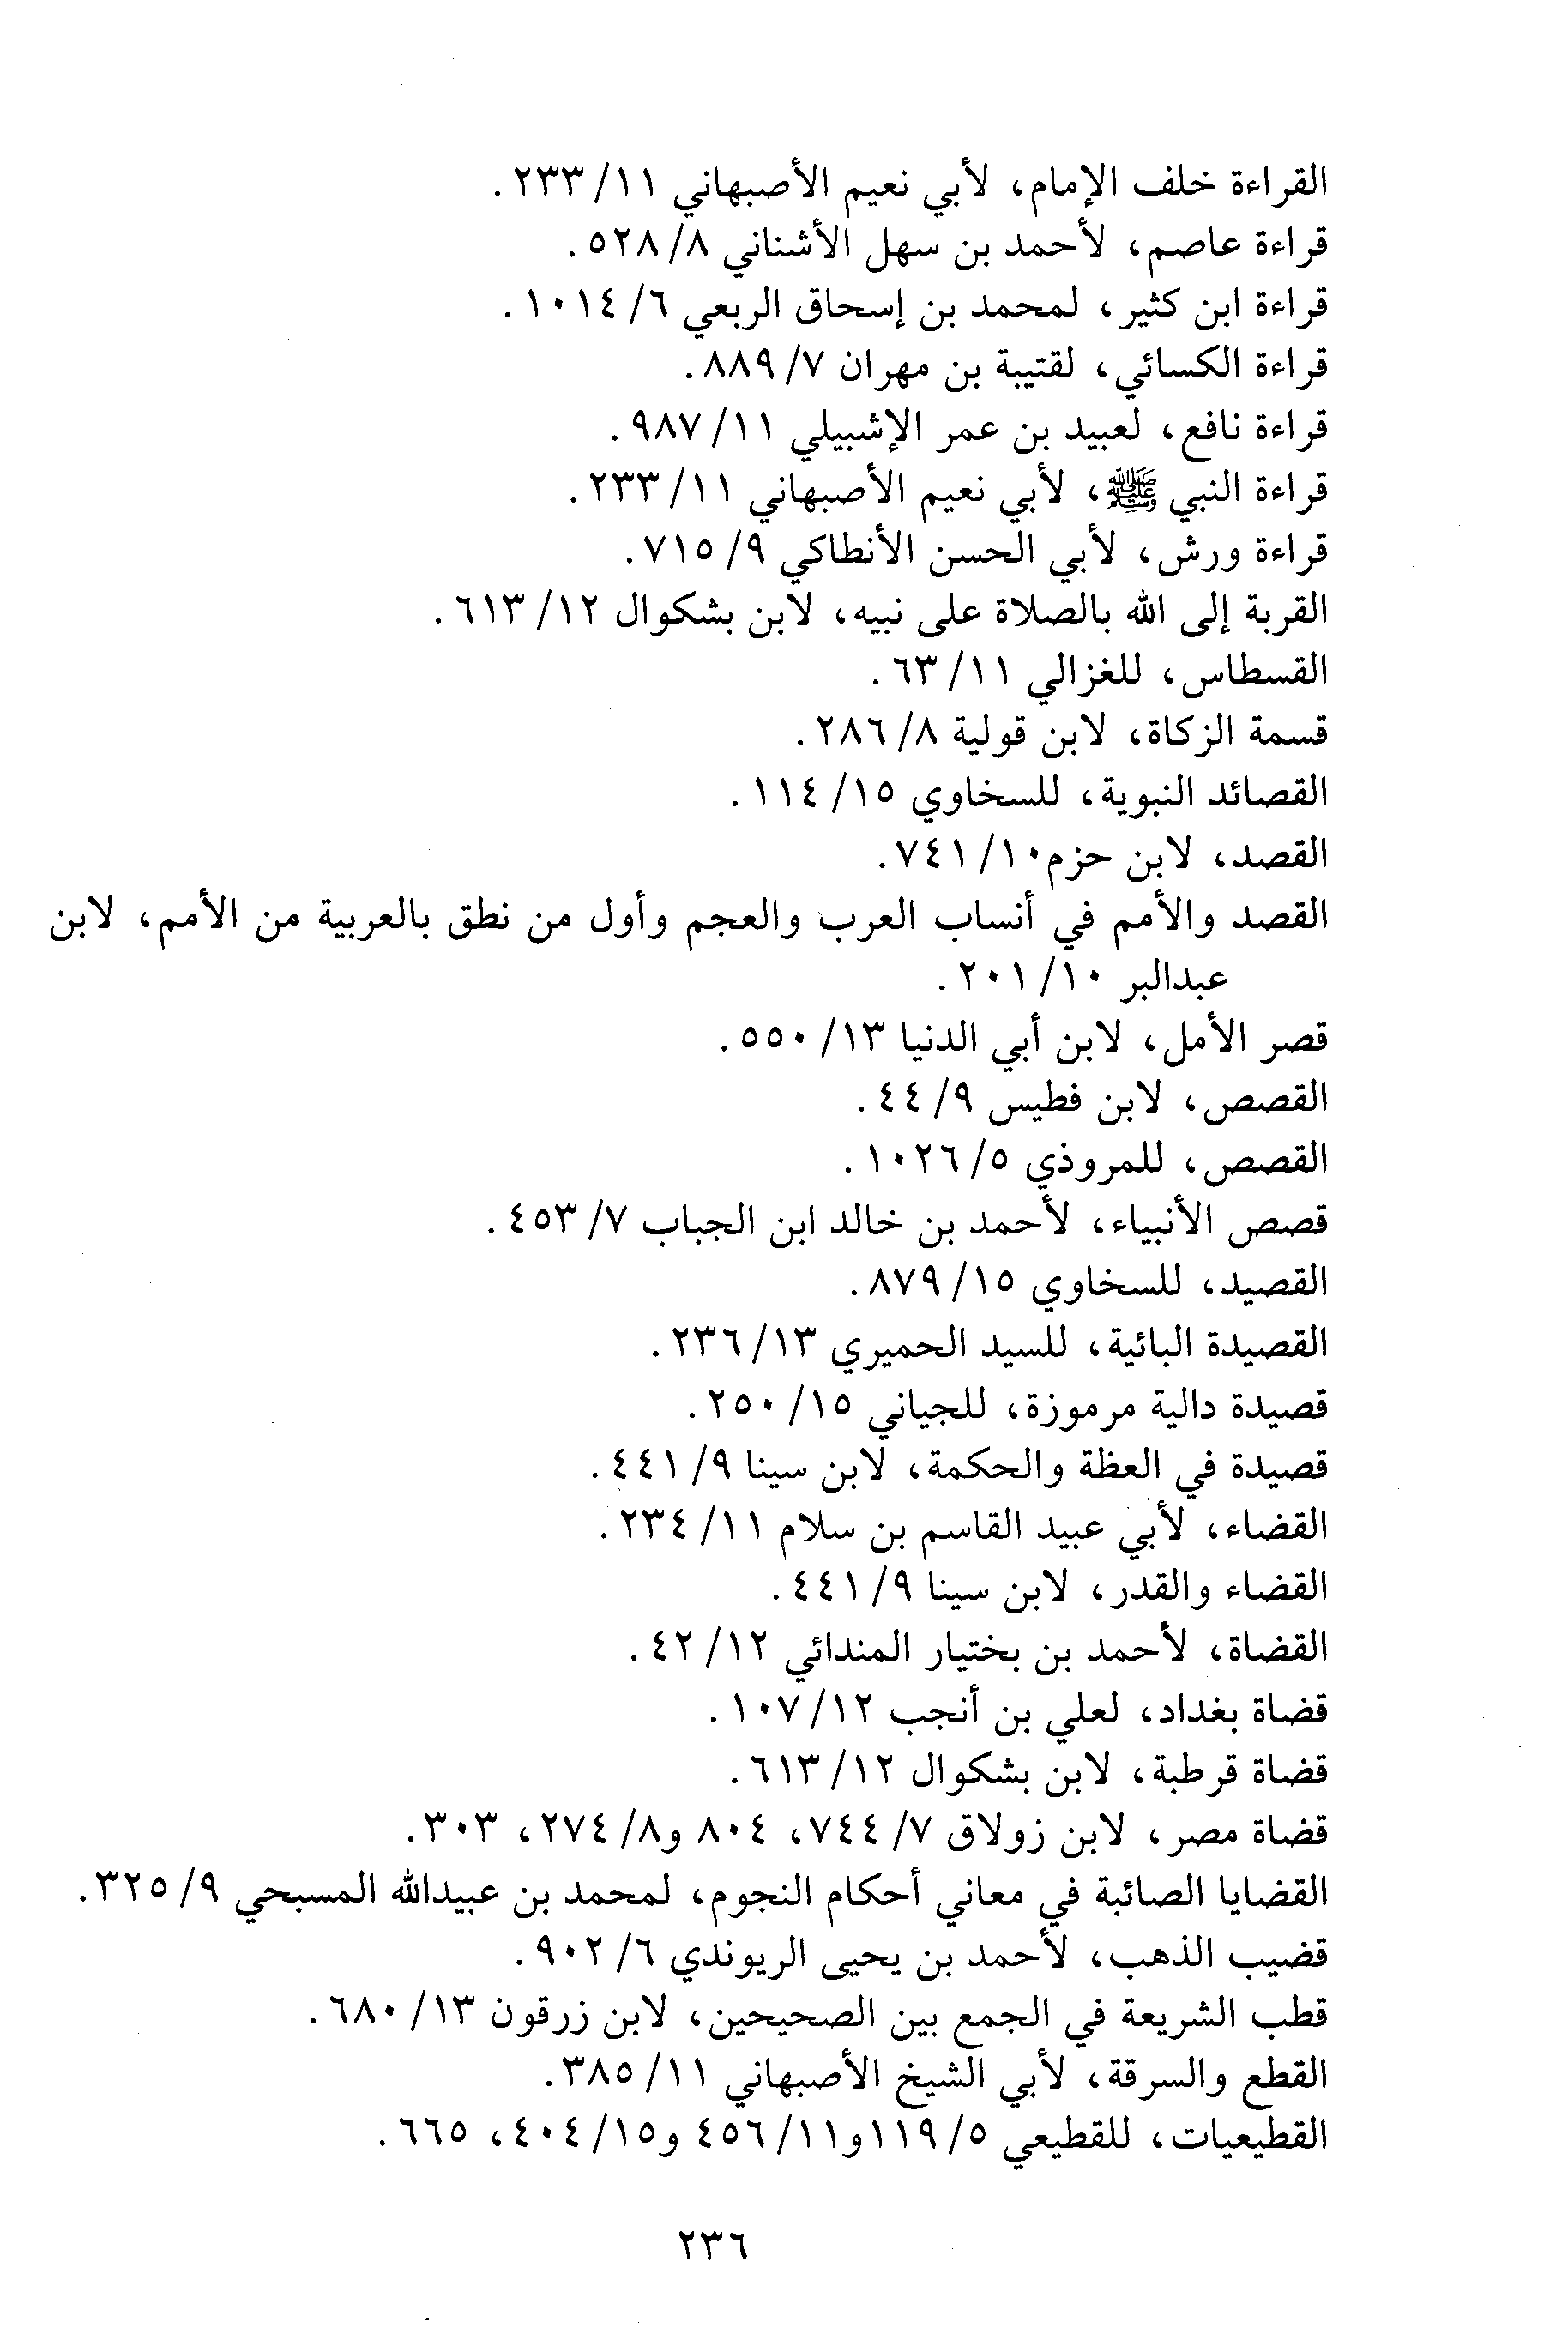 القراءة خلف الإمام، لأبي نعيم الأصبهاني ١١/ ٢٣٣.
قراءة عاصم، لأحمد بن سهل الأشناني ٨/ ٥٢٨.
قراءة ابن كثير، لمحمد بن إسحاق الربعي ٦/ ١٠١٤.
قراءة الكسائي، لقتيبة بن مهران ٧/ ٨٨٩.
قراءة نافع، لعبيد بن عمر الإشبيلي ١١/ ٩٨٧.
قراءة النبي ﷺ، لأبي نعيم الأصبهاني ١١/ ٢٣٣.
قراءة ورش، لأبي الحسن الأنطاكي ٩/ ٧١٥.
القربة إلى الله بالصلاة على نبيه، لابن بشكوال ١٢/ ٦١٣.
القسطاس، للغزالي ١١/ ٦٣.
قسمة الزكاة، لابن قولية ٨/ ٢٨٦.
القصائد النبوية، للسخاوي ١٥/ ١١٤.
القصد، لابن حزم١٠/ ٧٤١.
القصد والأمم في أنساب العرب والعجم وأول من نطق بالعربية من الأمم، لابن
عبدالبر ١٠/ ٢٠١.
قصر الأمل، لابن أبي الدنيا ١٣/ ٥٥٠.
القصص، لابن فطيس ٩/ ٤٤.
القصص، للمروذي ٥/ ١٠٢٦.
قصص الأنبياء، لأحمد بن خالد ابن الجباب ٧/ ٤٥٣.
القصيد، للسخاوي ١٥/ ٨٧٩.
القصيدة البائية، للسيد الحميري ١٣/ ٢٣٦.
قصيدة دالية مرموزة، للجياني ١٥/ ٢٥٠.
قصيدة في العظة والحكمة، لابن سينا ٩/ ٤٤١.
القضاء، لأبي عبيد القاسم بن سلام ١١/ ٢٣٤.
القضاء والقدر، لابن سينا ٩/ ٤٤١.
القضاة، لأحمد بن بختيار المندائي ١٢/ ٤٢.
قضاة بغداد، لعلي بن أنجب ١٢/ ١٠٧.
قضاة قرطبة، لابن بشكوال ١٢/ ٦١٣.
قضاة مصر، لابن زولاق ٧/ ٧٤٤، ٨٠٤ و٨/ ٢٧٤، ٣٠٣.
القضايا الصائبة في معاني أحكام النجوم، لمحمد بن عبيدالله المسبحي ٩/ ٣٢٥.
قضيب الذهب، لأحمد بن يحيى الريوندي ٦/ ٩٠٢.
قطب الشريعة في الجمع بين الصحيحين، لابن زرقون ١٣/ ٦٨٠.
القطع والسرقة، لأبي الشيخ الأصبهاني ١١/ ٣٨٥.
القطيعيات، للقطيعي ٥/ ١١٩و١١/ ٤٥٦ و١٥/ ٤٠٤، ٦٦٥.
٢٣٦